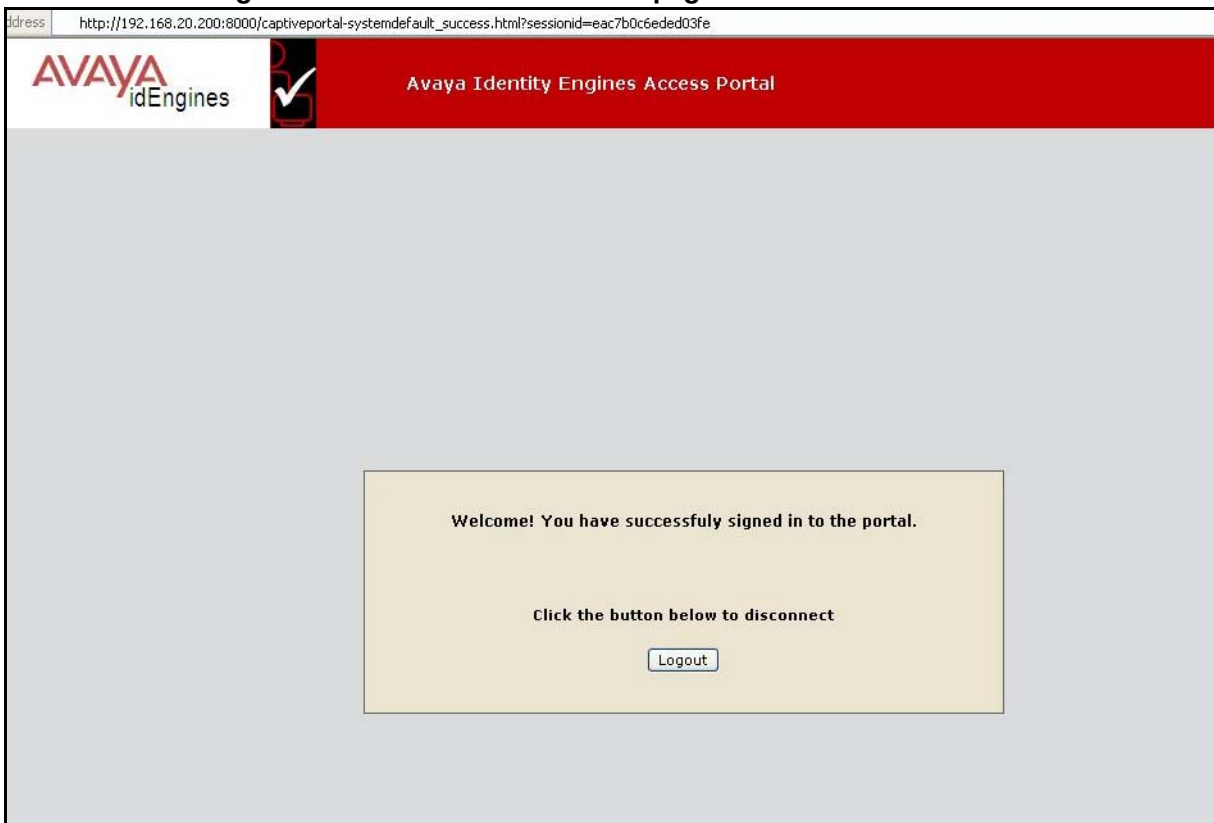 ddress http://192.168.20.200:8000/captiveportal-systemdefault_success.html?sessionid=eac7b0c6eded03fe
AVAYA
idEngines
Avaya Identity Engines Access Portal
Welcome! You have successfuly signed in to the portal.
Click the button below to disconnect
Logout